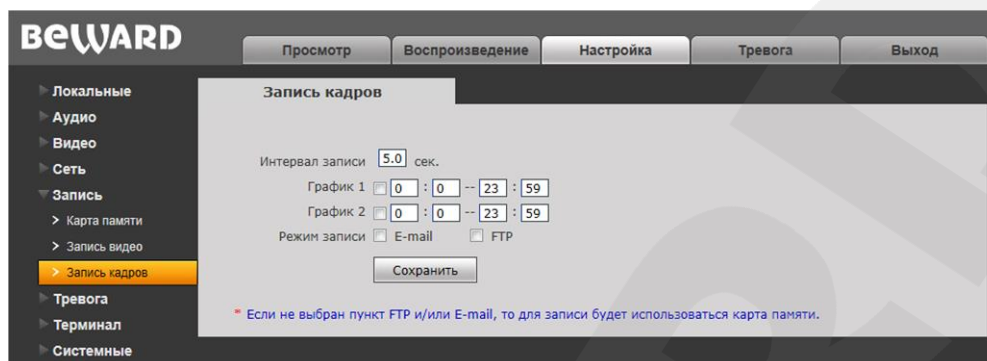 BEWARD
Просмотр Воспроизведение Настройка Тревога Выход
Локальные
Аудио
Видео
Сеть
Запись
> Карта памяти
> Запись видео
> Запись кадров
Тревога
Терминал
Системные
Запись кадров
Интервал записи 5.0 сек.
График 1 0 : 0 -- 23 : 59
График 2 0 : 0 -- 23 : 59
Режим записи E-mail FTP
Сохранить
* Если не выбран пункт FTP и/или E-mail, то для записи будет использоваться карта памяти.